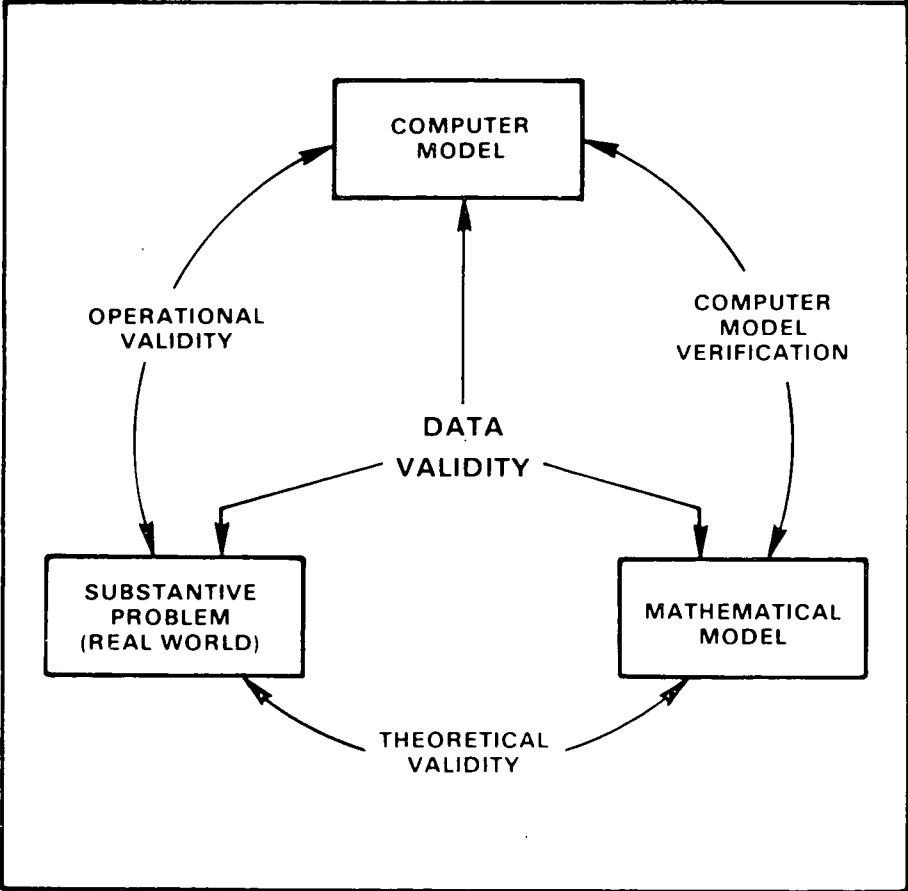 COMPUTER
MODEL
OPERATIONAL
VALIDITY
COMPUTER
MODEL
VERIFICATION
DATA
VALIDITY
SUBSTANTIVE
PROBLEM
(REAL WORLD)
MATHEMATICAL
MODEL
THEORETICAL
VALIDITY